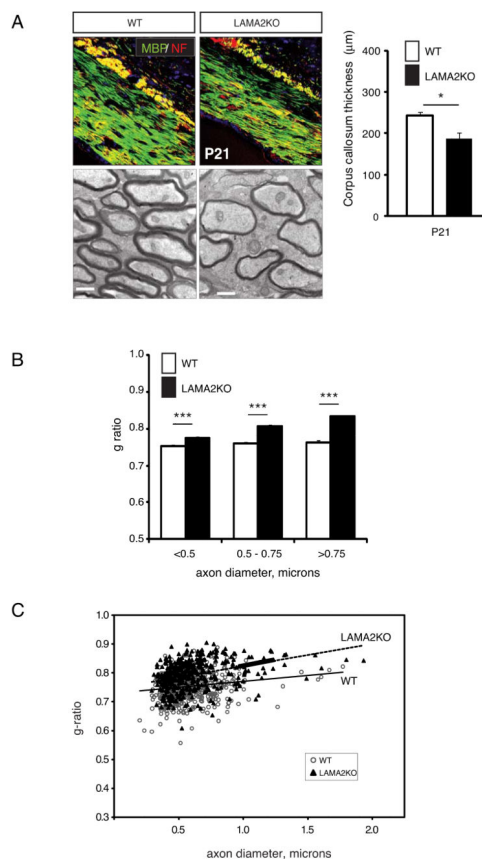 A
WT
LAMA2KO
MBP/ NF
P21
Corpus callosum thickness (µm)
400
300
200
100
0
WT
LAMA2KO
*
P21
B
1.0
0.9
0.8
0.7
0.6
0.5
g ratio
WT
LAMA2KO
***
***
***
<0.5
0.5 - 0.75
>0.75
axon diameter, microns
C
1.0
0.9
0.8
0.7
0.6
0.5
0.4
0.3
g-ratio
LAMA2KO
WT
WT
LAMA2KO
0.5
1.0
1.5
2.0
axon diameter, microns